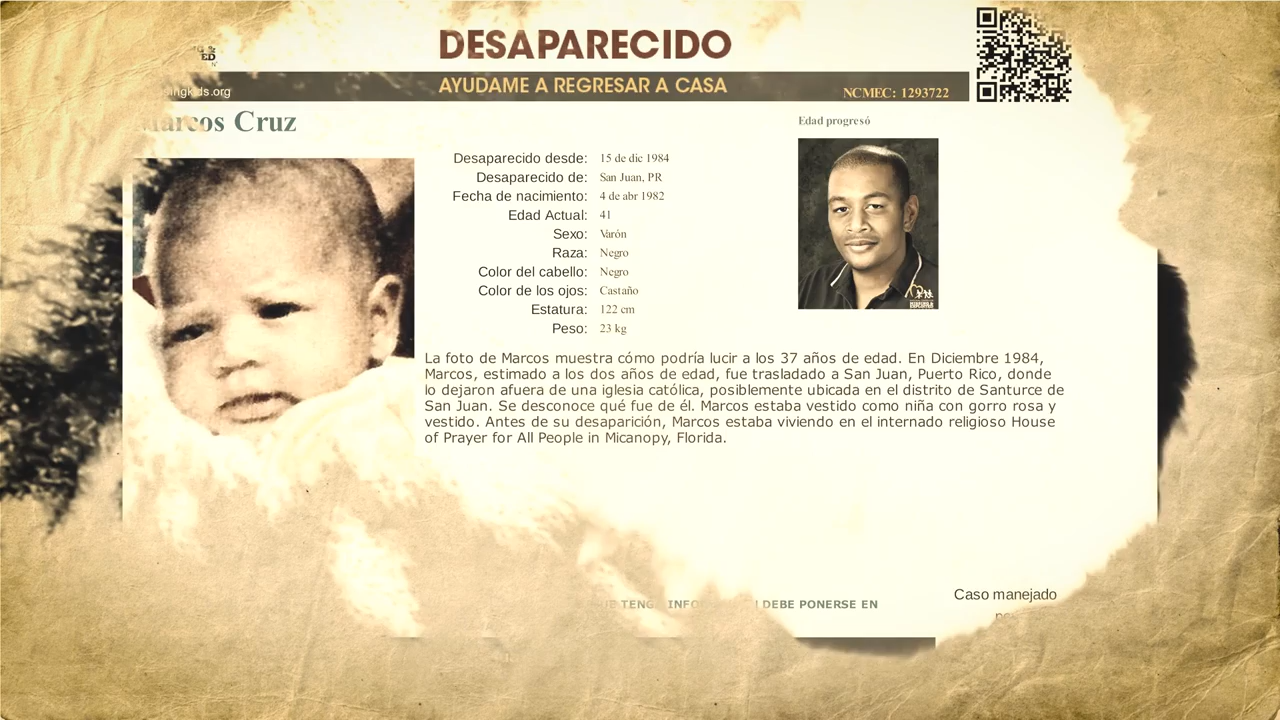 DESAPARECIDO
AYUDAME A REGRESAR A CASA
NCMEC: 1293722
Marcos Cruz
Edad progresó
Desaparecido desde: 15 de dic 1984
Desaparecido de: San Juan, PR
Fecha de nacimiento: 4 de abr 1982
Edad Actual: 41
Sexo: Varón
Raza: Negro
Color del cabello: Negro
Color de los ojos: Castaño
Estatura: 122 cm
Peso: 23 kg
La foto de Marcos muestra cómo podría lucir a los 37 años de edad. En Diciembre 1984,
Marcos, estimado a los dos años de edad, fue trasladado a San Juan, Puerto Rico, donde
lo dejaron afuera de una iglesia católica, posiblemente ubicada en el distrito de Santurce de
San Juan. Se desconoce qué fue de él. Marcos estaba vestido como niña con gorro rosa y
vestido. Antes de su desaparición, Marcos estaba viviendo en el internado religioso House
of Prayer for All People in Micanopy, Florida.
DEBE PONERSE EN
Caso manejado